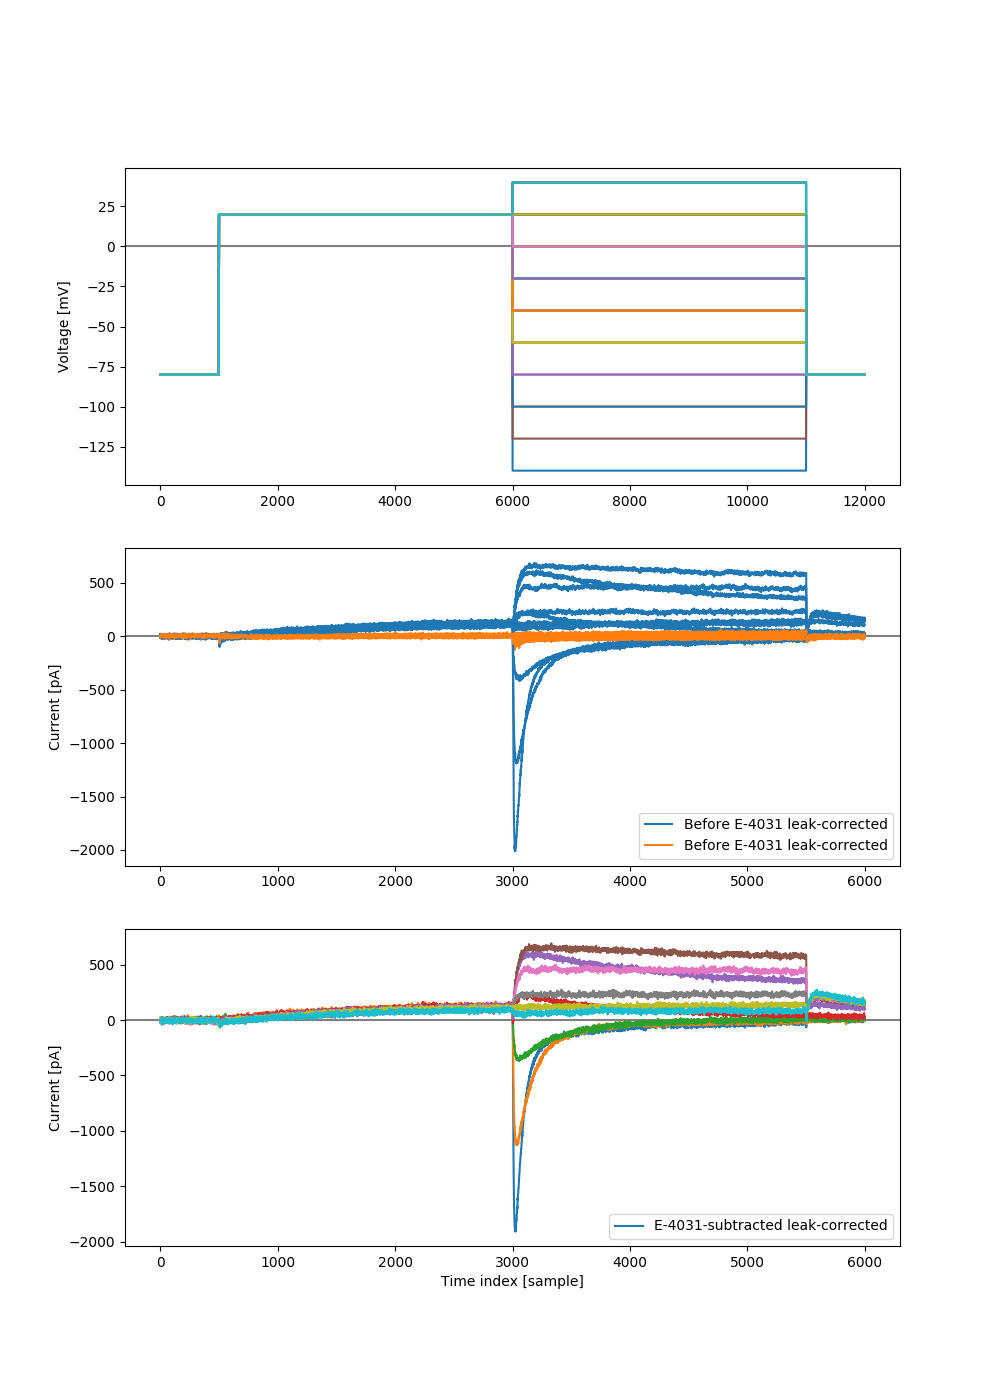 25
0
−25
−50
−75
−100
−125
Voltage [mV]
0 2000 4000 6000 8000 10000 12000
500
0
−500
−1000
−1500
−2000
Current [pA]
Before E-4031 leak-corrected
Before E-4031 leak-corrected
0 1000 2000 3000 4000 5000 6000
500
0
−500
−1000
−1500
−2000
Current [pA]
E-4031-subtracted leak-corrected
0 1000 2000 3000 4000 5000 6000
Time index [sample]